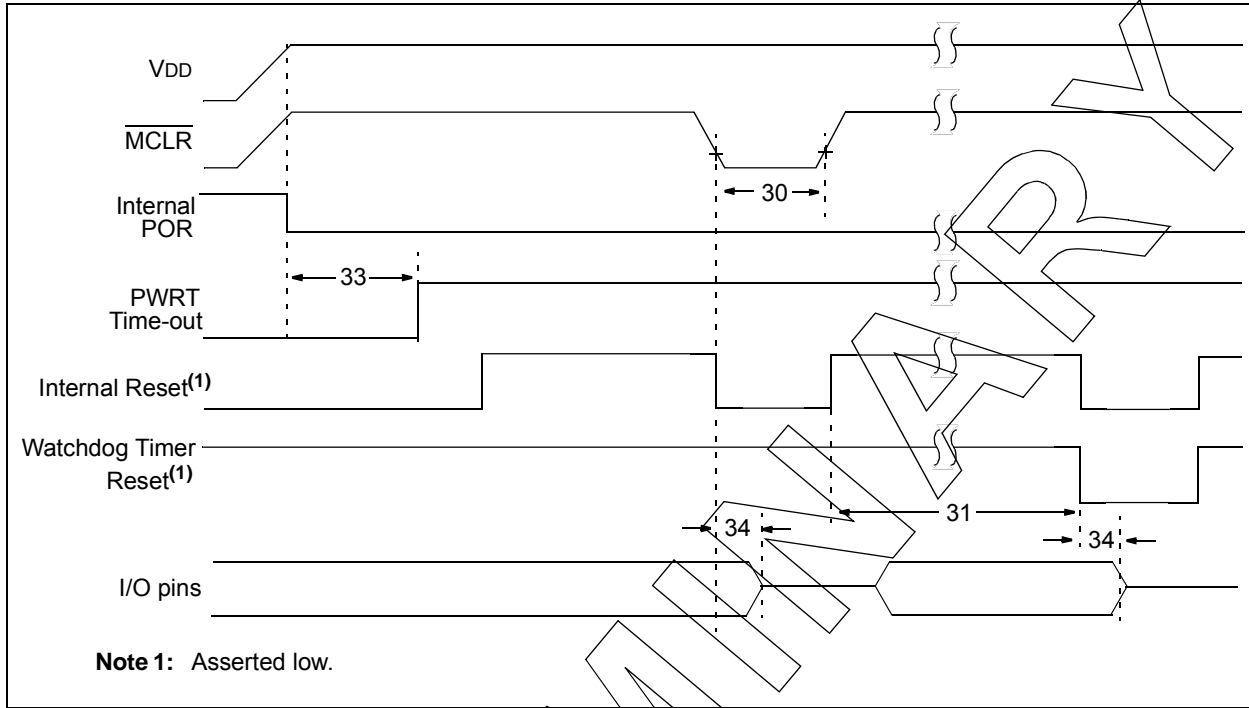 VDD
MCLR
30
Internal
POR
33
PWRT
Time-out
Internal Reset(1)
Watchdog Timer
Reset(1)
31
34
34
I/O pins
Note 1: Asserted low.
MINARY